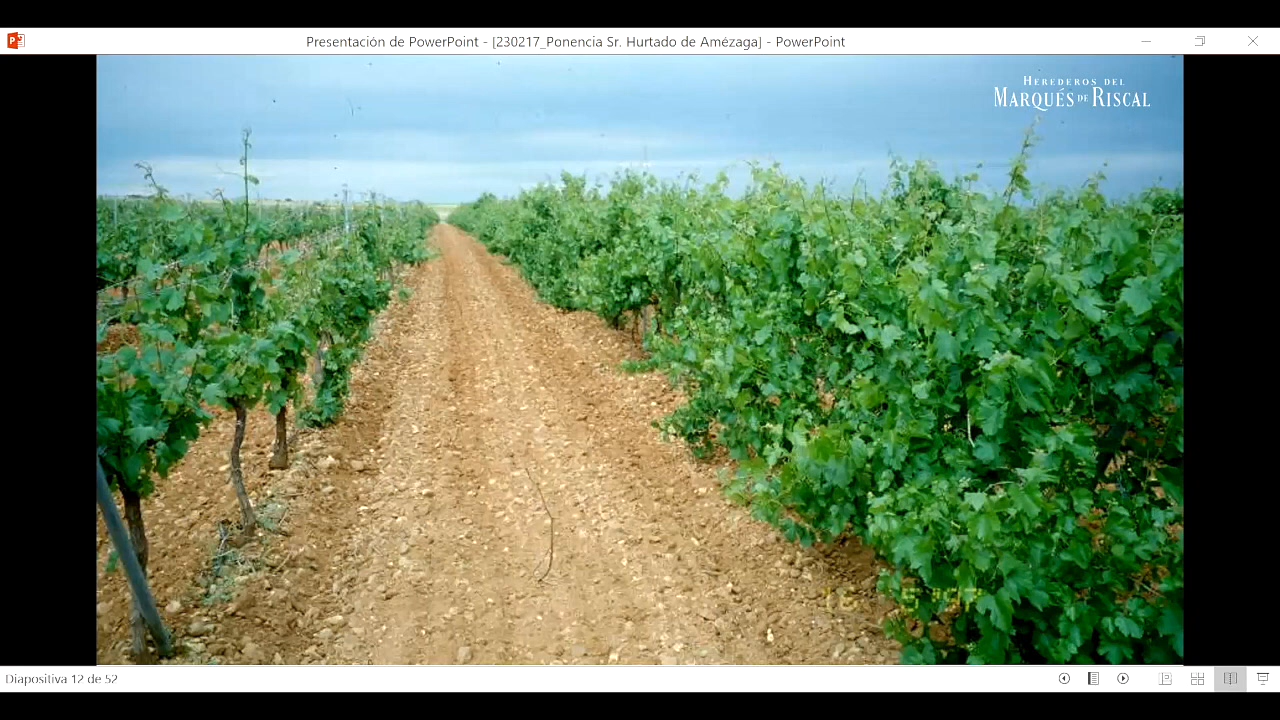 Presentación de PowerPoint - [230217_Ponencia Sr. Hurtado de Amézaga] - PowerPoint
HEREDEROS DEL
MARQUÉS DE RISCAL
Diapositiva 12 de 52